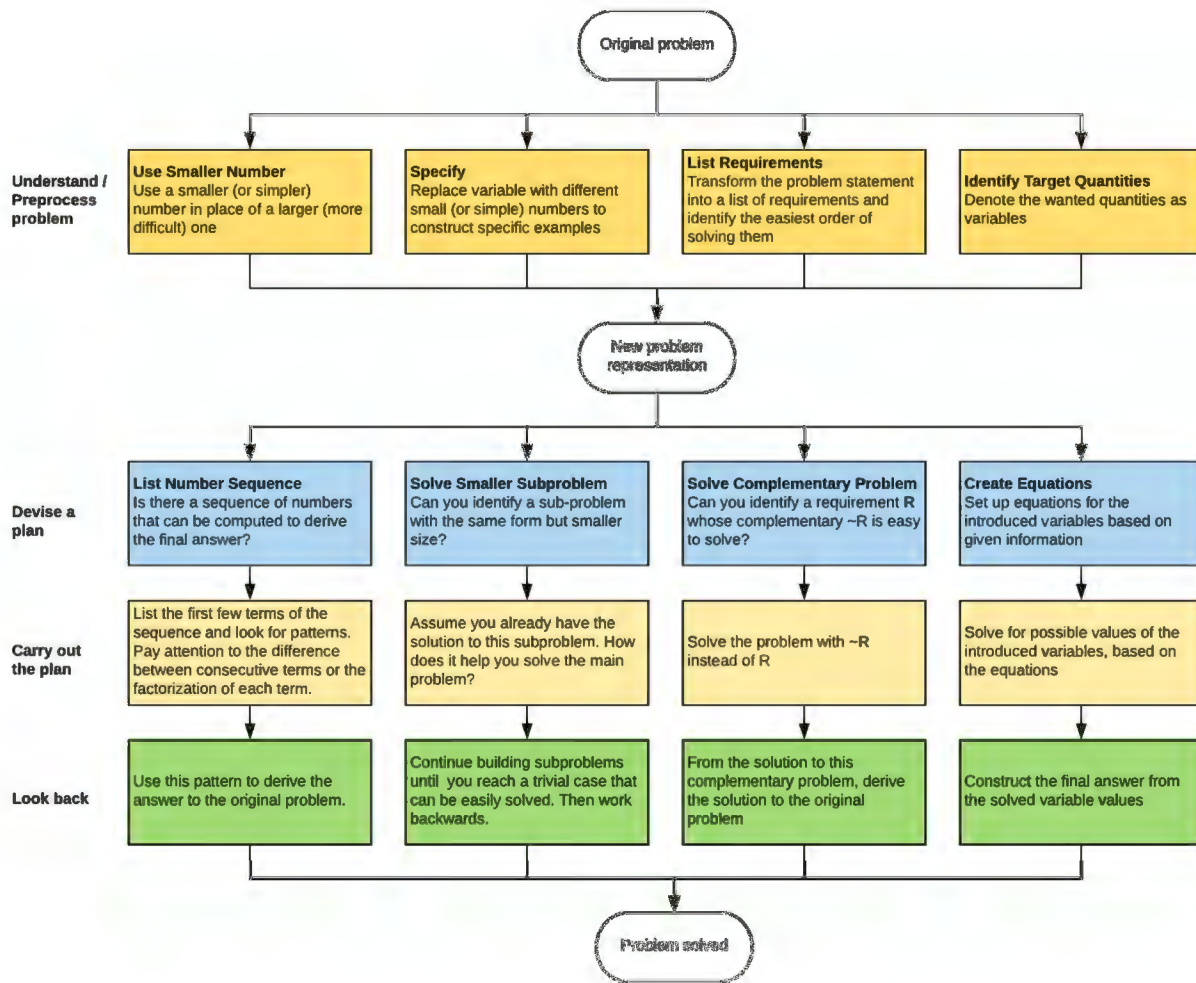 Original problem
Understand /
Preprocess
problem
Use Smaller Number
Use a smaller (or simpler)
number in place of a larger (more
difficult) one
Specify
Replace variable with different
small (or simple) numbers to
construct specific examples
List Requirements
Transform the problem statement
into a list of requirements and
identify the easiest order of
solving them
Identify Target Quantities
Denote the wanted quantities as
variables
New problem
representation
Devise a
plan
List Number Sequence
Is there a sequence of numbers
that can be computed to derive
the final answer?
Solve Smaller Subproblem
Can you identify a sub-problem
with the same form but smaller
size?
Solve Complementary Problem
Can you identify a requirement R
whose complementary ~R is easy
to solve?
Create Equations
Set up equations for the
introduced variables based on
given information
Carry out
the plan
List the first few terms of the
sequence and look for patterns.
Pay attention to the difference
between consecutive terms or the
factorization of each term.
Assume you already have the
solution to this subproblem. How
does it help you solve the main
problem?
Solve the problem with ~R
instead of R
Solve for possible values of the
introduced variables, based on
the equations
Look back
Use this pattern to derive the
answer to the original problem.
Continue building subproblems
until you reach a trivial case that
can be easily solved. Then work
backwards.
From the solution to this
complementary problem, derive
the solution to the original
problem
Construct the final answer from
the solved variable values
Problem solved